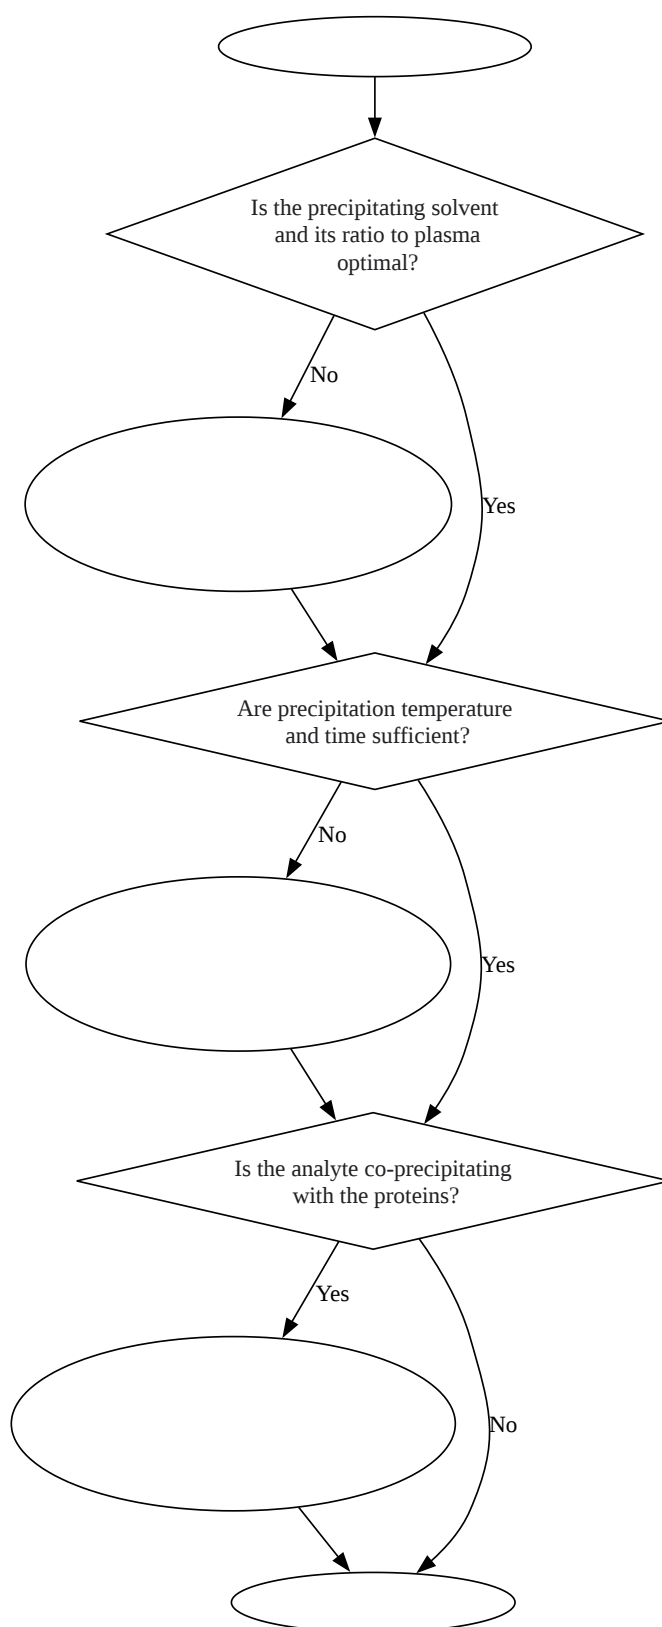 Is the precipitating solvent
and its ratio to plasma
optimal?
No
Yes
Are precipitation temperature
and time sufficient?
No
Yes
Is the analyte co-precipitating
with the proteins?
Yes
No